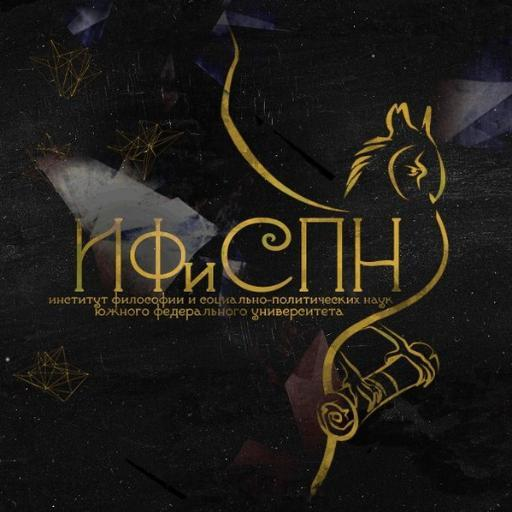 ИФиСПН
институт философии и социально-политических наук
южного федерального университета